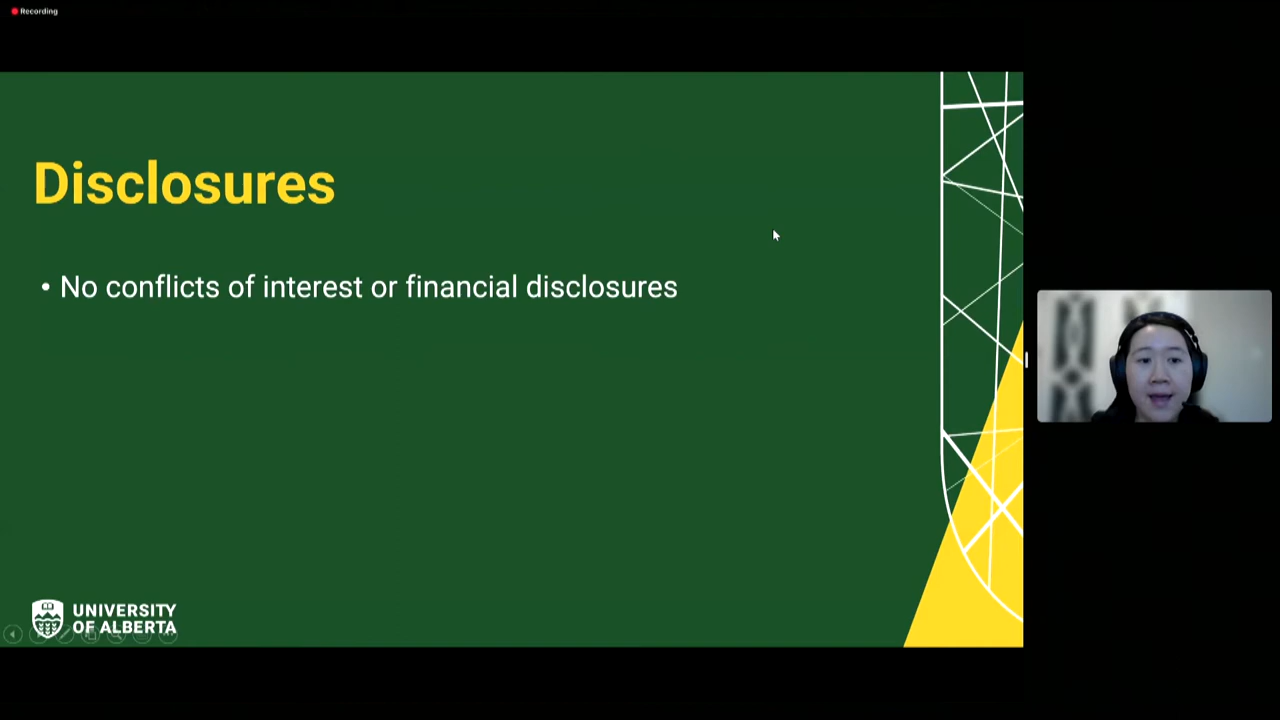 Recording
Disclosures
• No conflicts of interest or financial disclosures
UNIVERSITY
OF ALBERTA